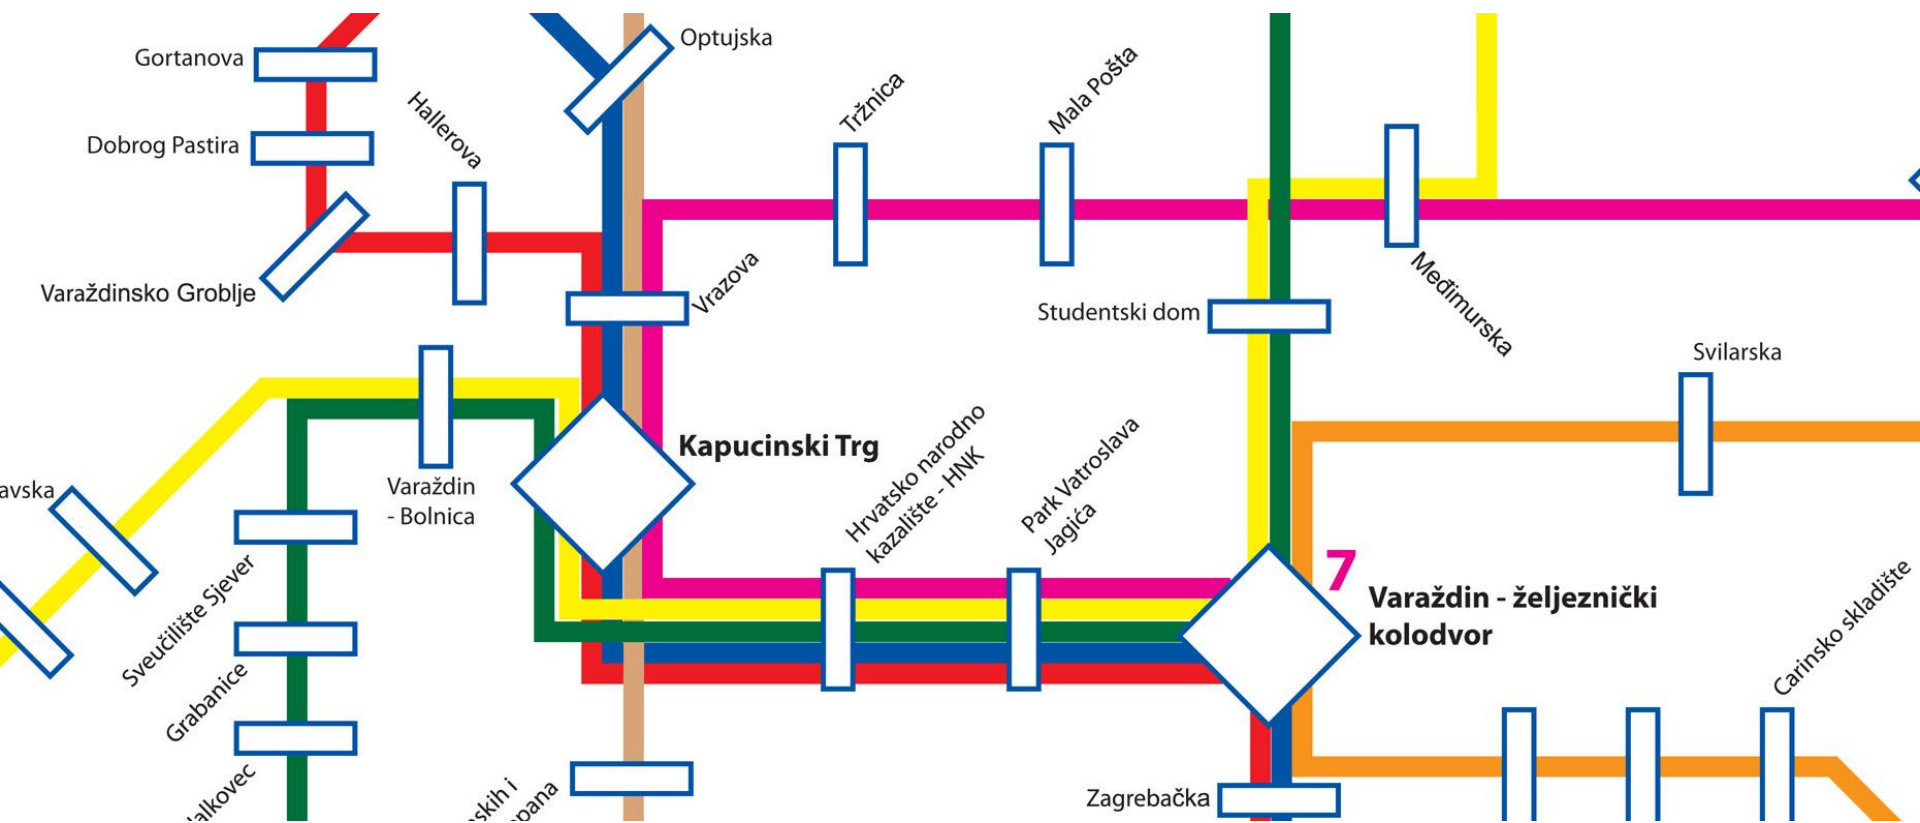 Gortanova
Optujska
Dobrog Pastira
Hallerova
Tržnica
Mala Pošta
Varaždinsko Groblje
Vrazova
Studentski dom
Međimurska
Svilarska
Kapucinski Trg
Hrvatsko narodno
kazalište - HNK
Park Vatroslava
Jagića
Varaždin
- Bolnica
7
Varaždin - željeznički
kolodvor
Sveučilište Sjever
Grabanice
Carinsko skladište
Zagrebačka